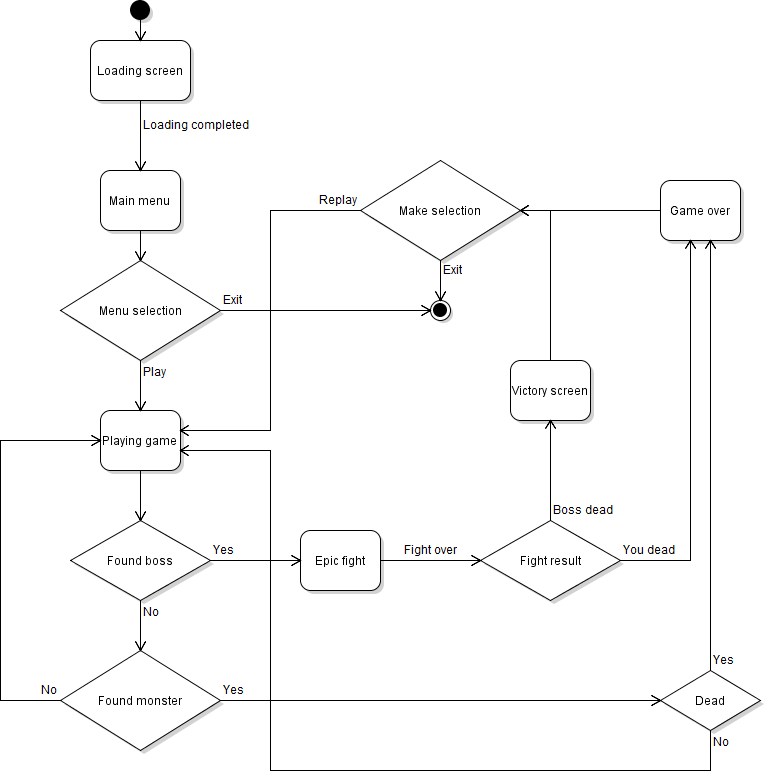 Loading screen
Loading completed
Main menu
Replay
Make selection
Game over
Exit
Menu selection
Exit
Play
Victory screen
Playing game
Boss dead
Found boss
Yes
Epic fight
Fight over
Fight result
You dead
No
Found monster
No
Yes
Yes
Dead
No